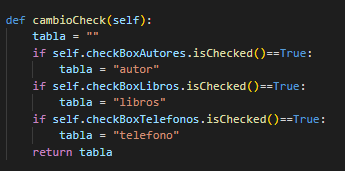 def cambioCheck(self):
    tabla = ""
    if self.checkBoxAutores.isChecked()==True:
        tabla = "autor"
    if self.checkBoxLibros.isChecked()==True:
        tabla = "libros"
    if self.checkBoxTelefonos.isChecked()==True:
        tabla = "telefono"
    return tabla